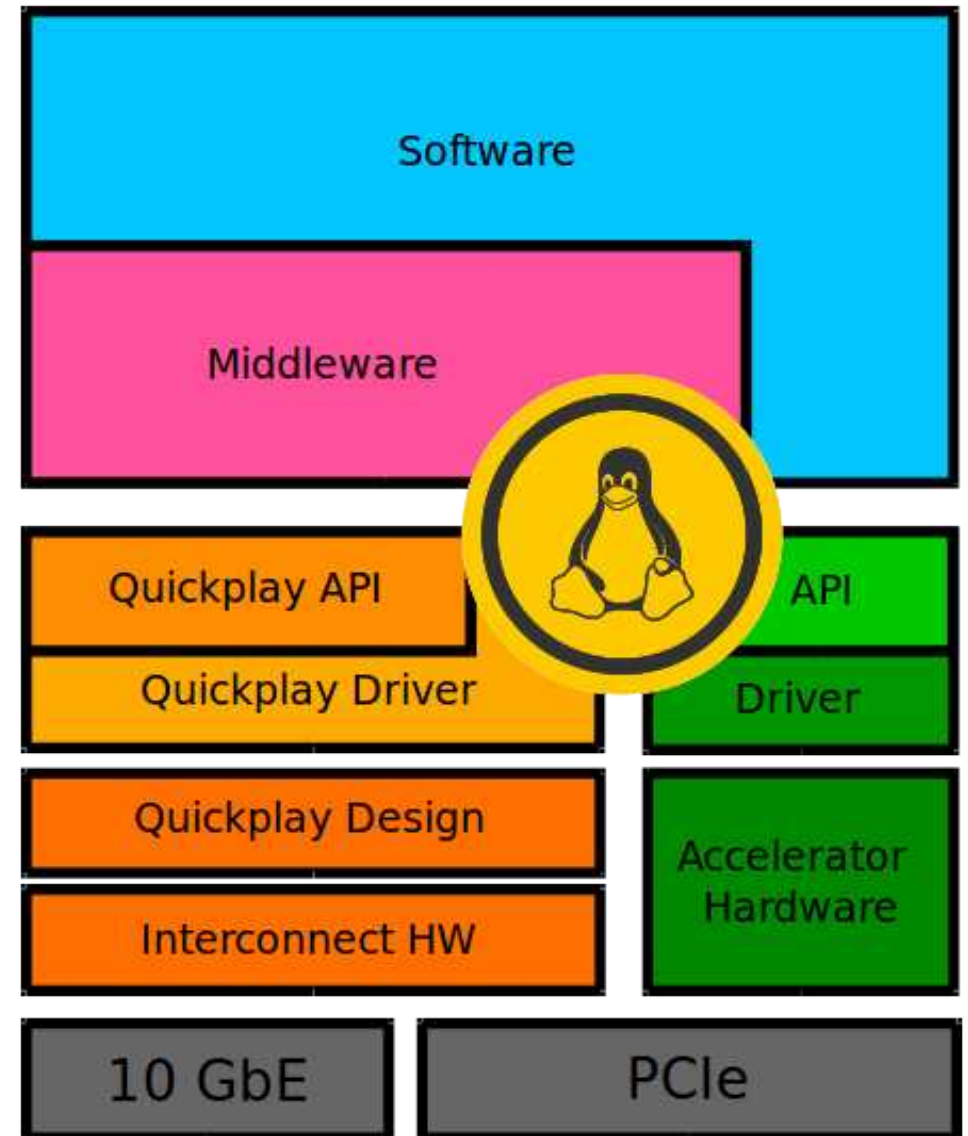 Software
Middleware
Quickplay API
API
Quickplay Driver
Driver
Quickplay Design
Accelerator
Hardware
Interconnect HW
10 GbE
PCIe